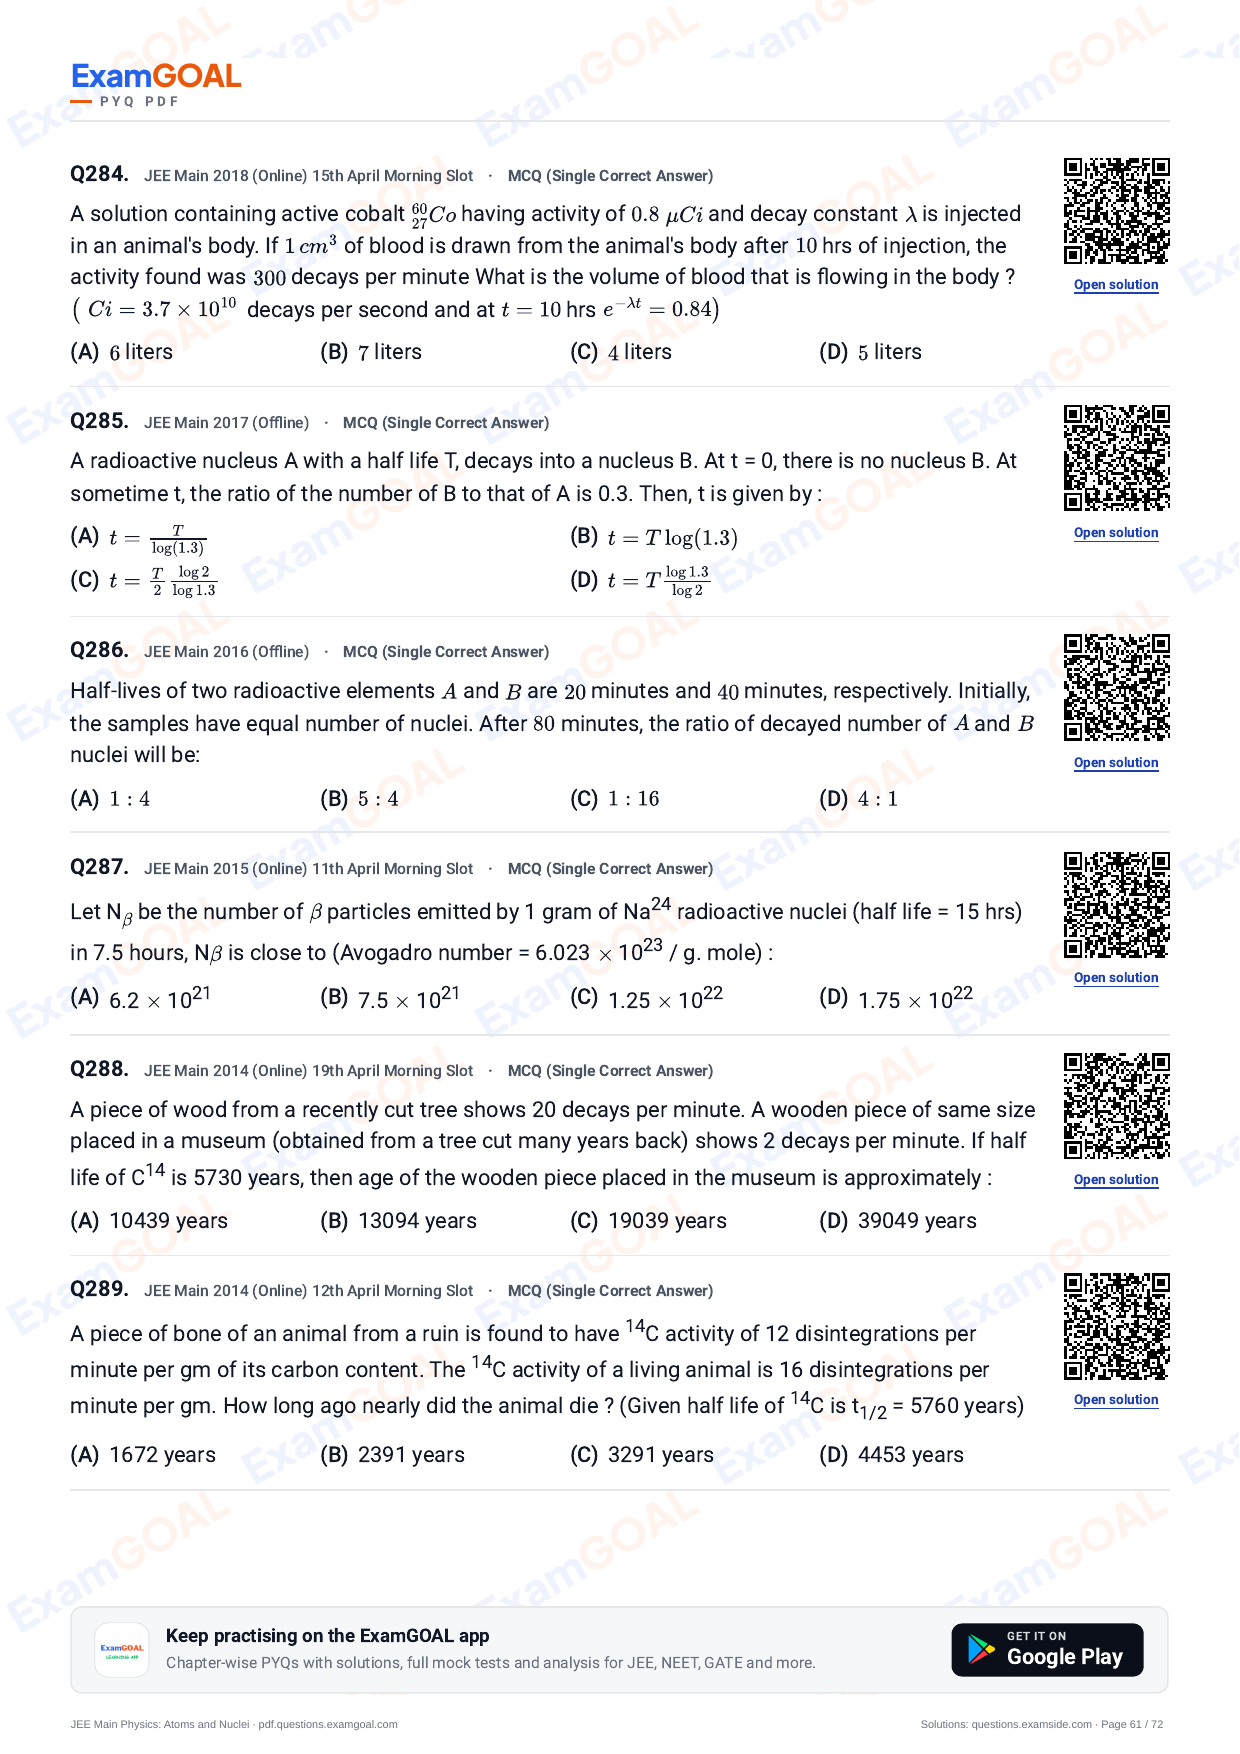 ExamGOAL
PYQ PDF
Q284. JEE Main 2018 (Online) 15th April Morning Slot · MCQ (Single Correct Answer)
A solution containing active cobalt $^{60}_{27}Co$ having activity of 0.8 μCi and decay constant λ is injected
in an animal's body. If 1 cm³ of blood is drawn from the animal's body after 10 hrs of injection, the
activity found was 300 decays per minute What is the volume of blood that is flowing in the body ?
( Ci = 3.7 × 10¹⁰ decays per second and at t = 10 hrs $e^{-λt}$ = 0.84)
(A) 6 liters (B) 7 liters (C) 4 liters (D) 5 liters
Open solution
Q285. JEE Main 2017 (Offline) · MCQ (Single Correct Answer)
A radioactive nucleus A with a half life T, decays into a nucleus B. At t = 0, there is no nucleus B. At
sometime t, the ratio of the number of B to that of A is 0.3. Then, t is given by :
(A) $t = \frac{T}{\log(1.3)}$ (B) t = T log(1.3)
(C) $t = \frac{T}{2} \frac{\log 2}{\log 1.3}$ (D) $t = T \frac{\log 1.3}{\log 2}$
Open solution
Q286. JEE Main 2016 (Offline) · MCQ (Single Correct Answer)
Half-lives of two radioactive elements A and B are 20 minutes and 40 minutes, respectively. Initially,
the samples have equal number of nuclei. After 80 minutes, the ratio of decayed number of A and B
nuclei will be:
(A) 1 : 4 (B) 5 : 4 (C) 1 : 16 (D) 4 : 1
Open solution
Q287. JEE Main 2015 (Online) 11th April Morning Slot · MCQ (Single Correct Answer)
Let N$_β$ be the number of β particles emitted by 1 gram of Na²⁴ radioactive nuclei (half life = 15 hrs)
in 7.5 hours, Nβ is close to (Avogadro number = 6.023 × 10²³ / g. mole) :
(A) 6.2 × 10²¹ (B) 7.5 × 10²¹ (C) 1.25 × 10²² (D) 1.75 × 10²²
Open solution
Q288. JEE Main 2014 (Online) 19th April Morning Slot · MCQ (Single Correct Answer)
A piece of wood from a recently cut tree shows 20 decays per minute. A wooden piece of same size
placed in a museum (obtained from a tree cut many years back) shows 2 decays per minute. If half
life of C¹⁴ is 5730 years, then age of the wooden piece placed in the museum is approximately :
(A) 10439 years (B) 13094 years (C) 19039 years (D) 39049 years
Open solution
Q289. JEE Main 2014 (Online) 12th April Morning Slot · MCQ (Single Correct Answer)
A piece of bone of an animal from a ruin is found to have ¹⁴C activity of 12 disintegrations per
minute per gm of its carbon content. The ¹⁴C activity of a living animal is 16 disintegrations per
minute per gm. How long ago nearly did the animal die ? (Given half life of ¹⁴C is t$_{1/2}$ = 5760 years)
(A) 1672 years (B) 2391 years (C) 3291 years (D) 4453 years
Open solution
ExamGOAL
LEARNING APP
Keep practising on the ExamGOAL app
Chapter-wise PYQs with solutions, full mock tests and analysis for JEE, NEET, GATE and more.
GET IT ON
Google Play
JEE Main Physics: Atoms and Nuclei · pdf.questions.examgoal.com
Solutions: questions.examside.com · Page 61 / 72